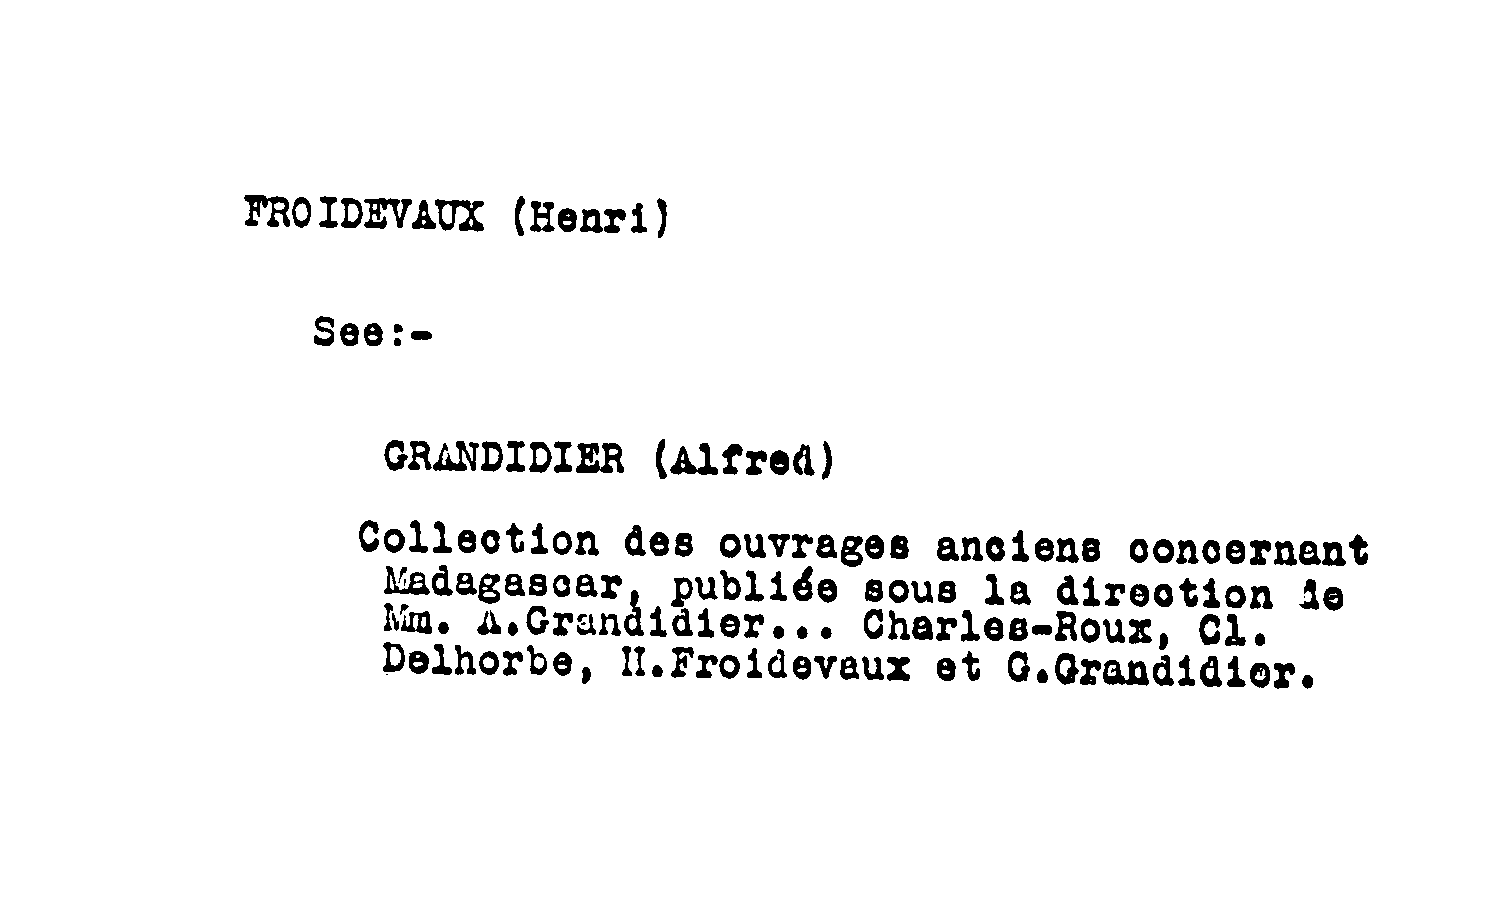 FROIDEVAUX (Henri)
See:-
GRANDIDIER (Alfred)
Collection des ouvrages anciens concernant
Madagascar, publiée sous la direction de
Mm. A.Grandidier... Charles-Roux, Cl.
Delhorbe, H.Froidevaux et G.Grandidier.